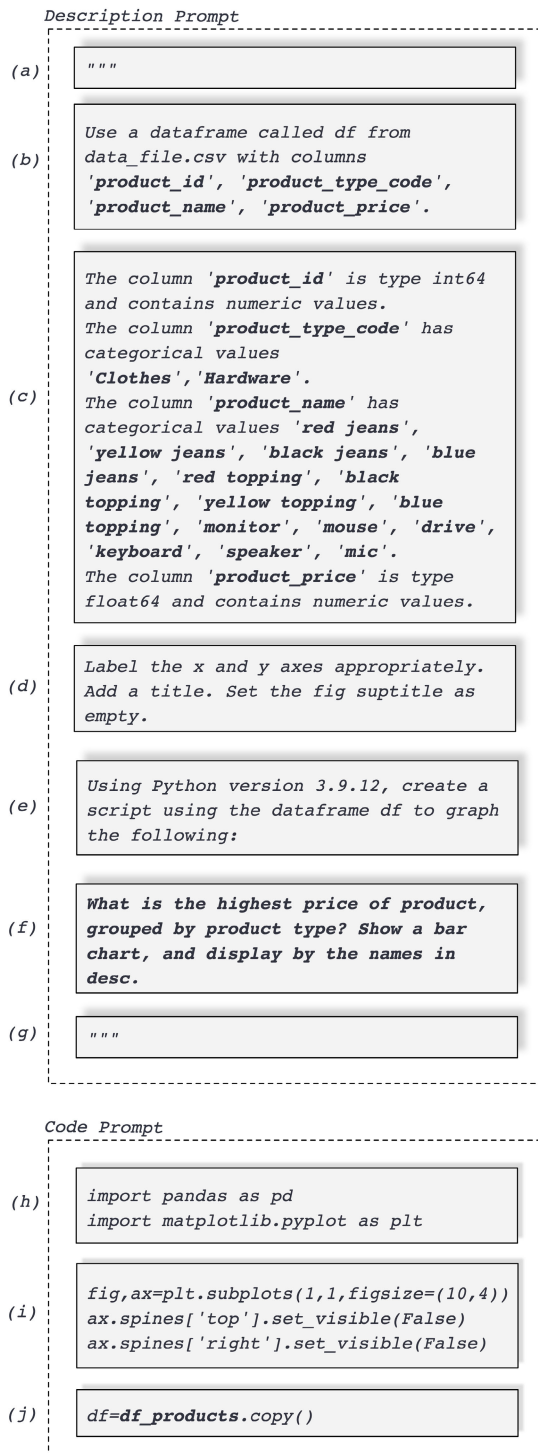 Description Prompt
(a)
"""
(b)
Use a dataframe called df from
data_file.csv with columns
'product_id', 'product_type_code',
'product_name', 'product_price'.
(c)
The column 'product_id' is type int64
and contains numeric values.
The column 'product_type_code' has
categorical values
'Clothes','Hardware'.
The column 'product_name' has
categorical values 'red jeans',
'yellow jeans', 'black jeans', 'blue
jeans', 'red topping', 'black
topping', 'yellow topping', 'blue
topping', 'monitor', 'mouse', 'drive',
'keyboard', 'speaker', 'mic'.
The column 'product_price' is type
float64 and contains numeric values.
(d)
Label the x and y axes appropriately.
Add a title. Set the fig suptitle as
empty.
(e)
Using Python version 3.9.12, create a
script using the dataframe df to graph
the following:
(f)
What is the highest price of product,
grouped by product type? Show a bar
chart, and display by the names in
desc.
(g)
"""
Code Prompt
(h)
import pandas as pd
import matplotlib.pyplot as plt
(i)
fig,ax=plt.subplots(1,1,figsize=(10,4))
ax.spines['top'].set_visible(False)
ax.spines['right'].set_visible(False)
(j)
df=df_products.copy()